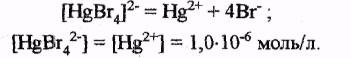 [HgBr₄]²⁻ = Hg²⁺ + 4Br⁻ ;
[HgBr₄²⁻] = [Hg²⁺] = 1,0·10⁻⁶ моль/л.